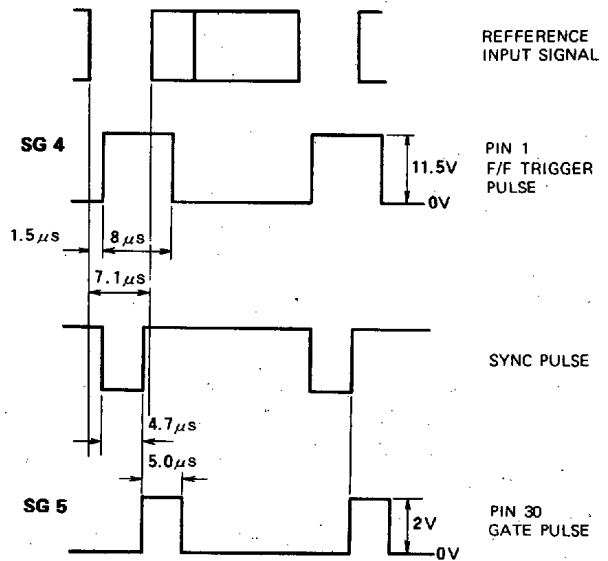 REFFERENCE
INPUT SIGNAL
SG 4
PIN 1
F/F TRIGGER
PULSE
11.5V
0V
1.5μs
8μs
7.1μs
SYNC PULSE
4.7μs
5.0μs
SG 5
PIN 30
GATE PULSE
2V
0V